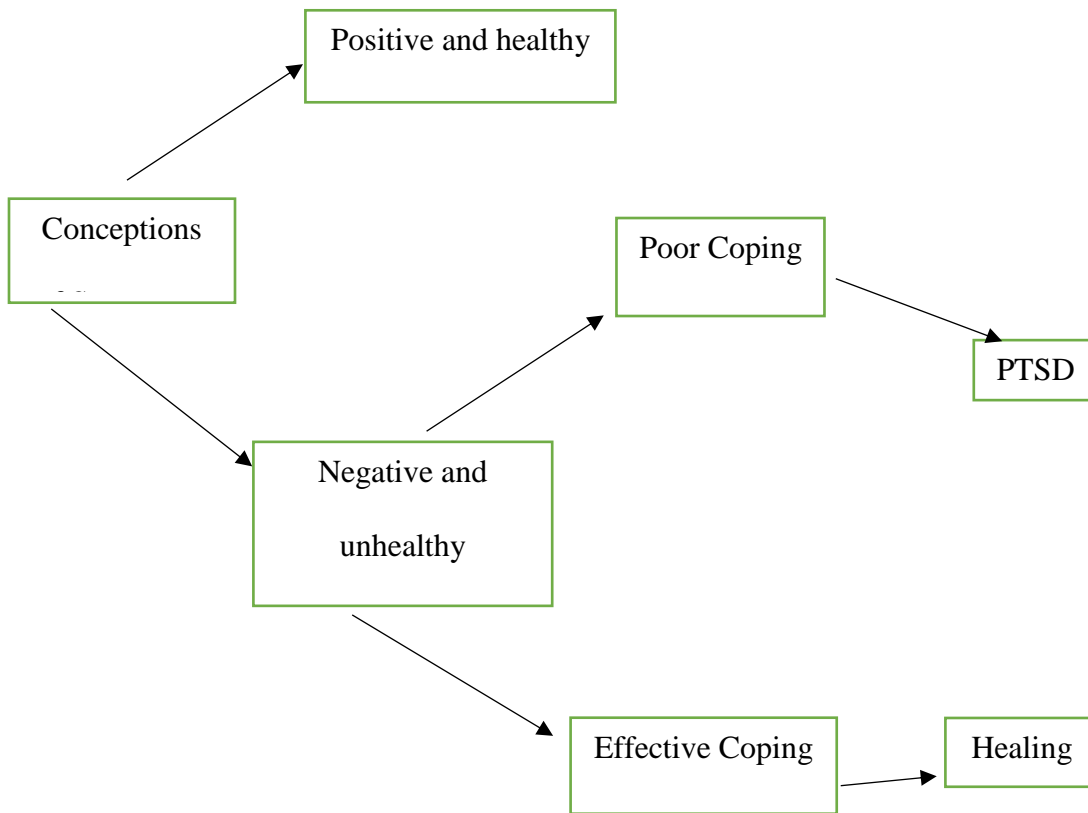 Positive and healthy
Conceptions
Poor Coping
PTSD
Negative and
unhealthy
Effective Coping
Healing